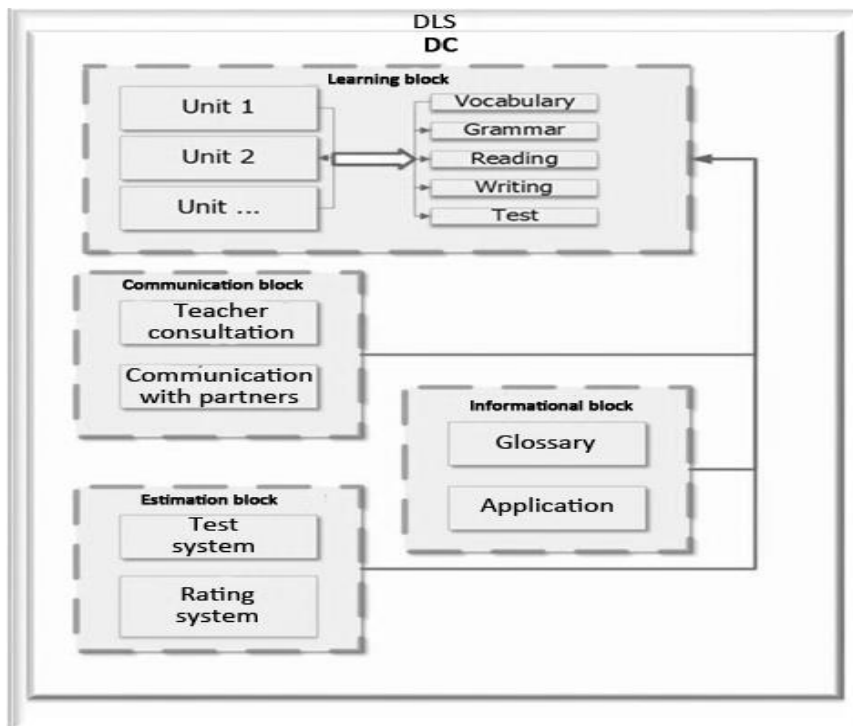 DLS
DC
Learning block
Unit 1
Unit 2
Unit ...
Vocabulary
Grammar
Reading
Writing
Test
Communication block
Teacher
consultation
Communication
with partners
Informational block
Glossary
Application
Estimation block
Test
system
Rating
system